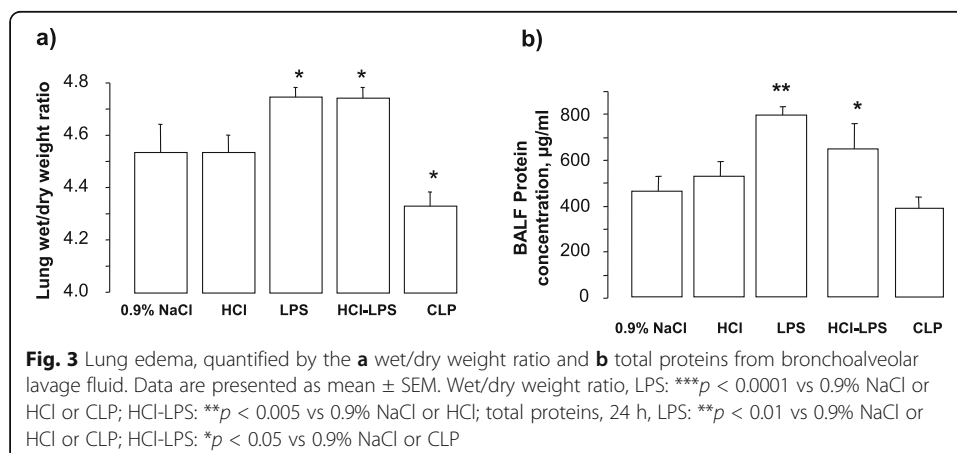 a)
Lung wet/dry weight ratio
4.8
4.6
4.4
4.2
4.0
* * *
0.9% NaCl HCl LPS HCl-LPS CLP
b)
BALF Protein
concentration, µg/ml
800
600
400
200
0
** *
0.9% NaCl HCl LPS HCl-LPS CLP
Fig. 3 Lung edema, quantified by the a wet/dry weight ratio and b total proteins from bronchoalveolar
lavage fluid. Data are presented as mean ± SEM. Wet/dry weight ratio, LPS: ***p < 0.0001 vs 0.9% NaCl or
HCl or CLP; HCl-LPS: **p < 0.005 vs 0.9% NaCl or HCl; total proteins, 24 h, LPS: **p < 0.01 vs 0.9% NaCl or
HCl or CLP; HCl-LPS: *p < 0.05 vs 0.9% NaCl or CLP